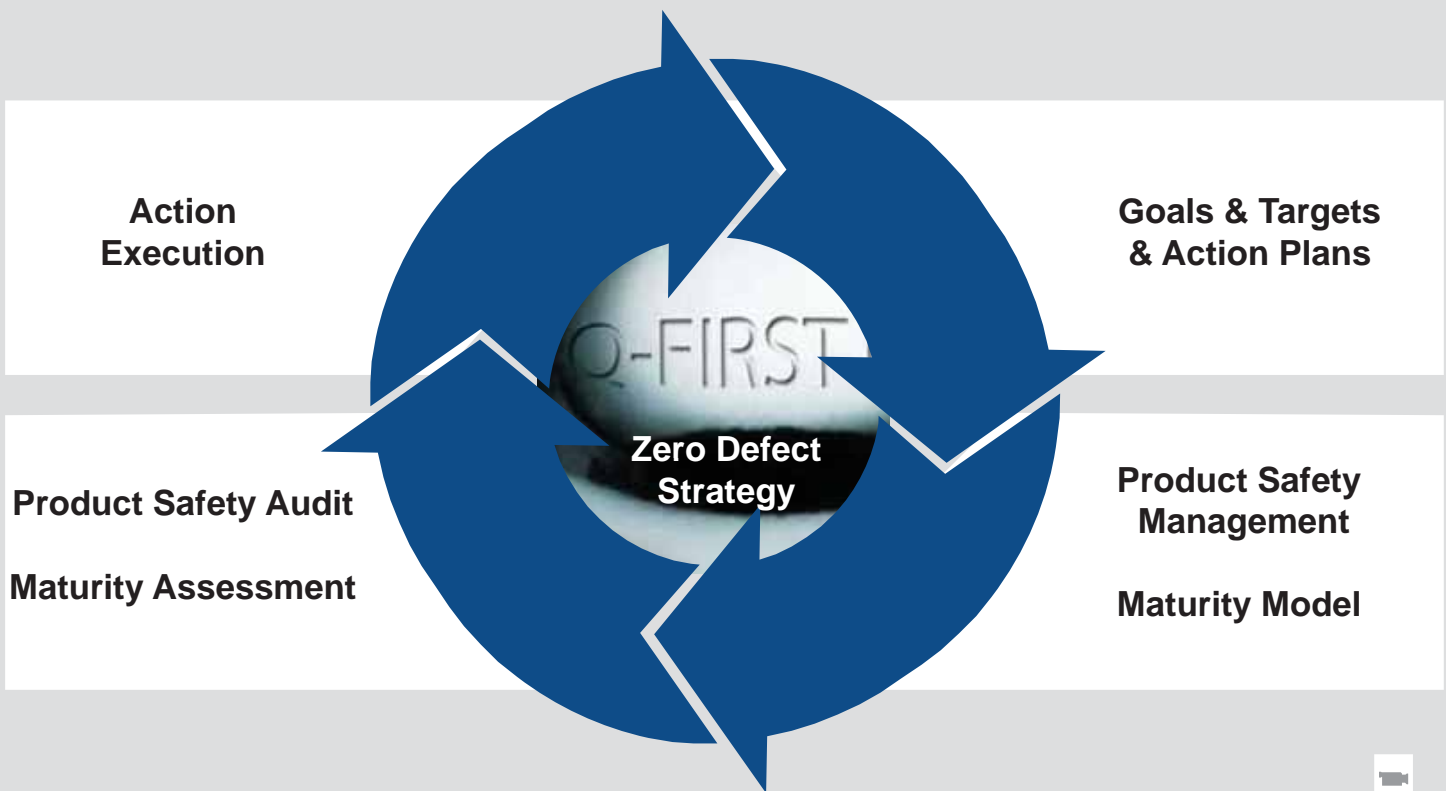 Action
Execution
Goals & Targets
& Action Plans
Q-FIRST
Zero Defect
Strategy
Product Safety Audit
Maturity Assessment
Product Safety
Management
Maturity Model